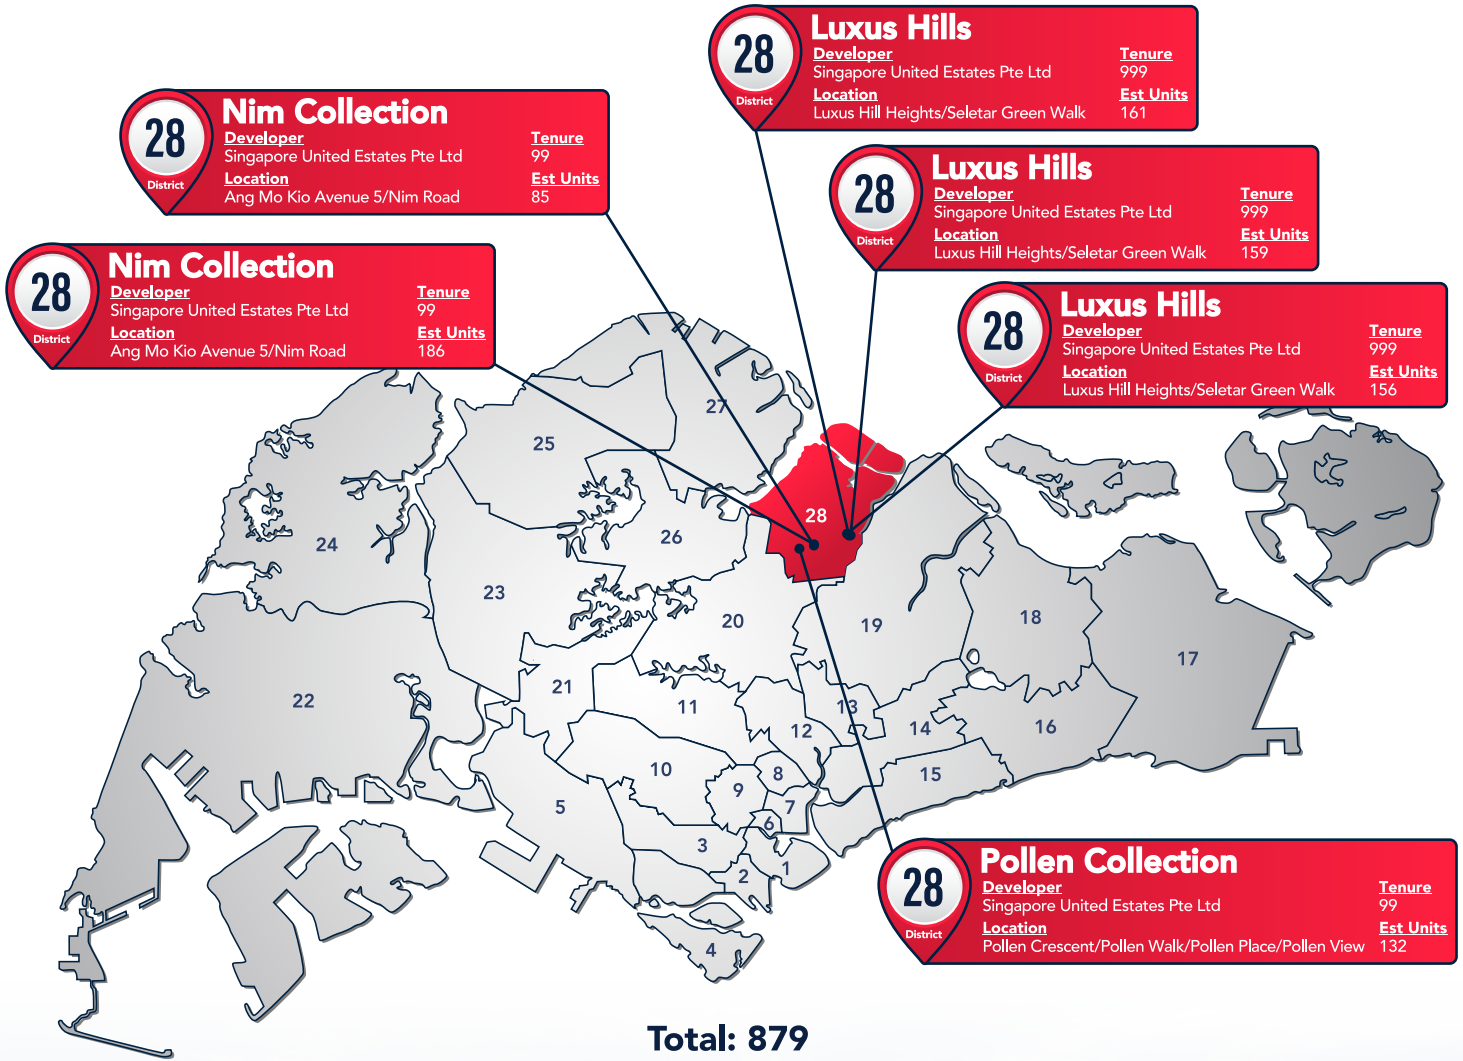 Luxus Hills
28
District
Developer
Tenure
Singapore United Estates Pte Ltd
999
Location
Est Units
Luxus Hill Heights/Seletar Green Walk
161
Nim Collection
28
District
Developer
Tenure
Singapore United Estates Pte Ltd
99
Location
Est Units
Ang Mo Kio Avenue 5/Nim Road
85
Luxus Hills
28
District
Developer
Tenure
Singapore United Estates Pte Ltd
999
Location
Est Units
Luxus Hill Heights/Seletar Green Walk
159
Nim Collection
28
District
Developer
Tenure
Singapore United Estates Pte Ltd
99
Location
Est Units
Ang Mo Kio Avenue 5/Nim Road
186
Luxus Hills
28
District
Developer
Tenure
Singapore United Estates Pte Ltd
999
Location
Est Units
Luxus Hill Heights/Seletar Green Walk
156
27
25
28
26
24
23
20
19
18
17
21
22
11
13
12
14
16
10
8
15
9
7
5
6
3
1
2
4
Pollen Collection
28
District
Developer
Tenure
Singapore United Estates Pte Ltd
99
Location
Est Units
Pollen Crescent/Pollen Walk/Pollen Place/Pollen View
132
Total: 879